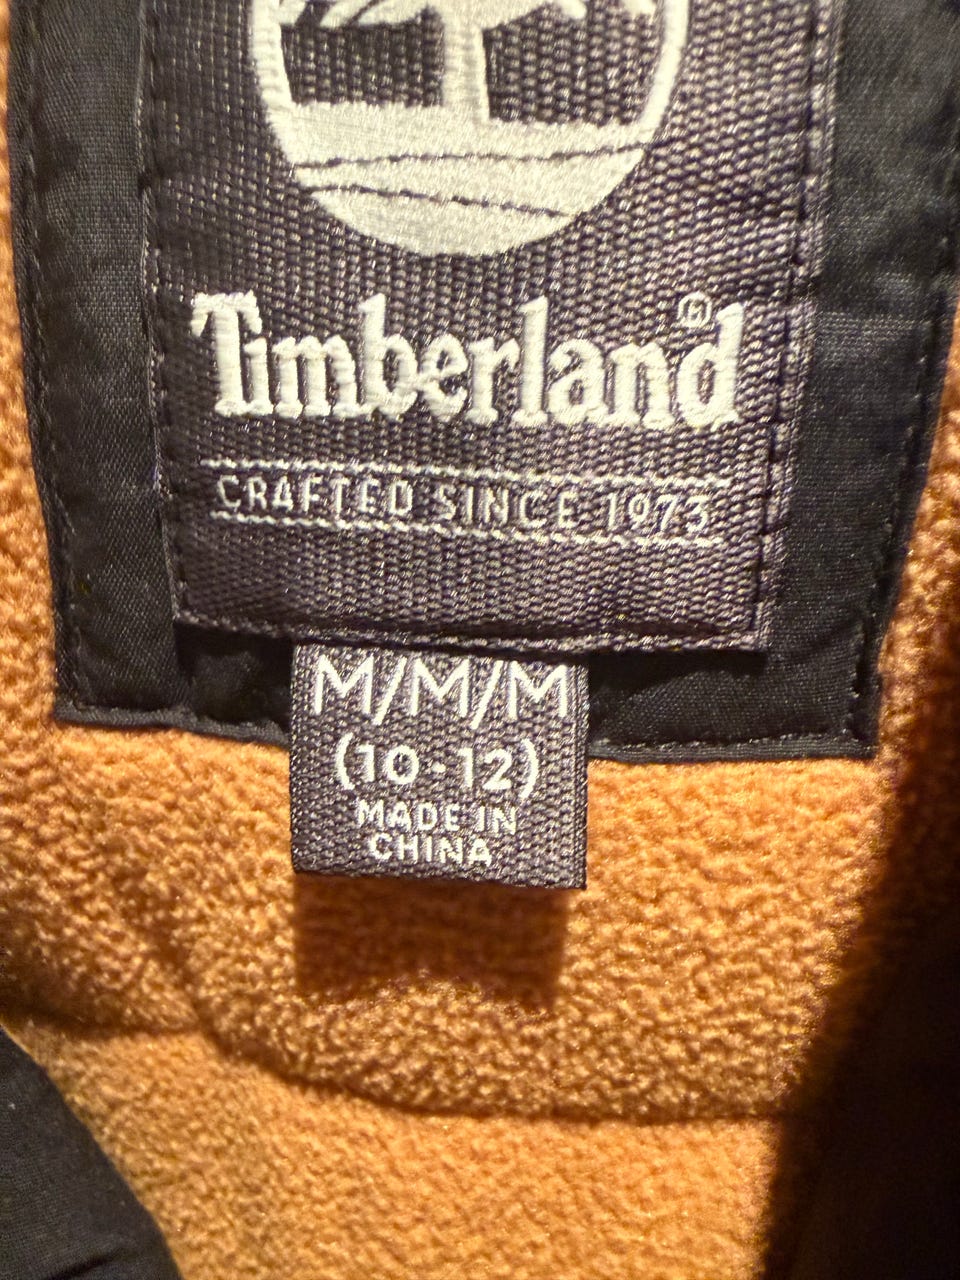 Timberland®
CRAFTED SINCE 1973
M/M/M
(10-12)
MADE IN
CHINA